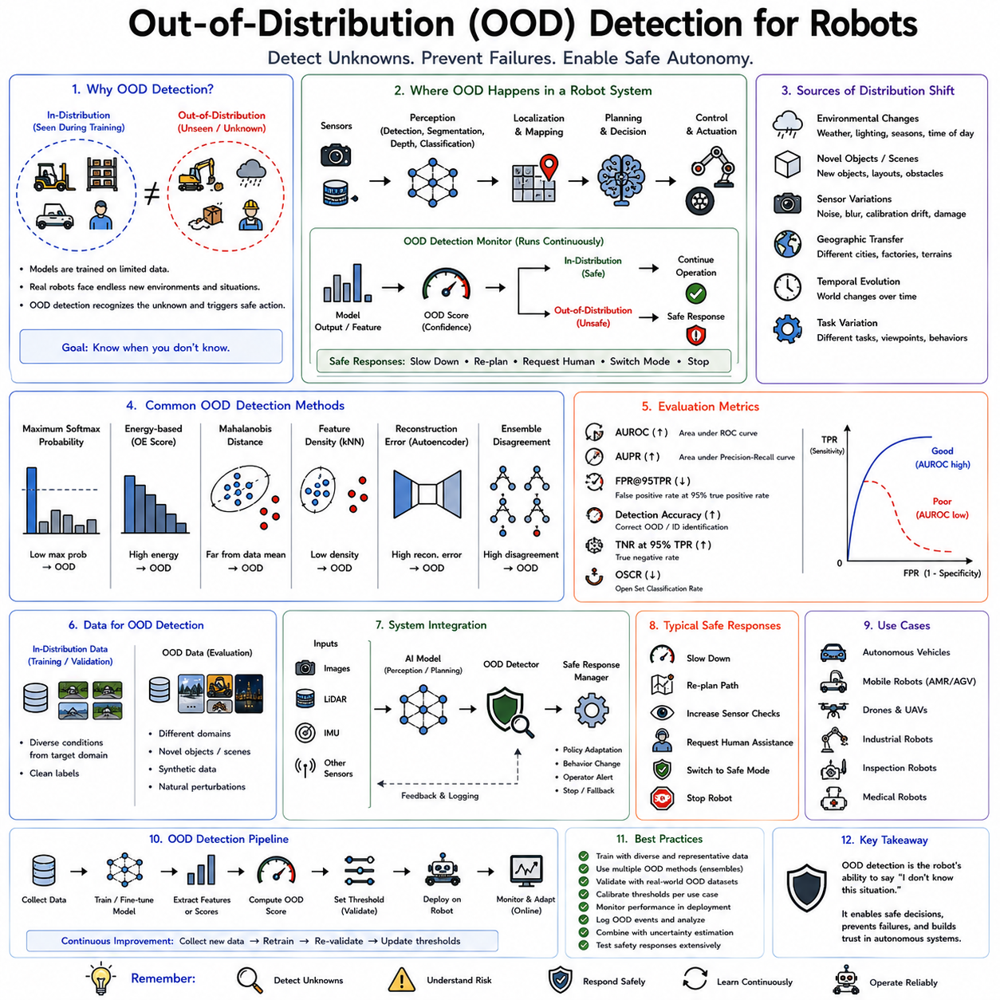 Out-of-Distribution (OOD) Detection for Robots
Detect Unknowns. Prevent Failures. Enable Safe Autonomy.
1. Why OOD Detection?
In-Distribution
(Seen During Training)
Out-of-Distribution
(Unseen / Unknown)
≠
• Models are trained on limited data.
• Real robots face endless new environments and situations.
• OOD detection recognizes the unknown and triggers safe action.
Goal: Know when you don't know.
2. Where OOD Happens in a Robot System
Sensors
Perception
(Detection, Segmentation,
Depth, Classification)
Localization
& Mapping
Planning
& Decision
Control
& Actuation
OOD Detection Monitor (Runs Continuously)
Model
Output / Feature
OOD Score
(Confidence)
In-Distribution
(Safe)
Out-of-Distribution
(Unsafe)
Continue
Operation
Safe Response
Safe Responses: Slow Down • Re-plan • Request Human • Switch Mode • Stop
3. Sources of Distribution Shift
Environmental Changes
Weather, lighting, seasons, time of day
Novel Objects / Scenes
New objects, layouts, obstacles
Sensor Variations
Noise, blur, calibration drift, damage
Geographic Transfer
Different cities, factories, terrains
Temporal Evolution
World changes over time
Task Variation
Different tasks, viewpoints, behaviors
4. Common OOD Detection Methods
Maximum Softmax
Probability
Low max prob
→ OOD
Energy-based
(OE Score)
High energy
→ OOD
Mahalanobis
Distance
Far from data mean
→ OOD
Feature
Density (kNN)
Low density
→ OOD
Reconstruction
Error (Autoencoder)
High recon. error
→ OOD
Ensemble
Disagreement
High disagreement
→ OOD
5. Evaluation Metrics
AUROC (↑) Area under ROC curve
AUPR (↑) Area under Precision-Recall curve
FPR@95TPR (↓)
False positive rate at 95% true positive rate
Detection Accuracy (↑)
Correct OOD / ID identification
TNR at 95% TPR (↑)
True negative rate
OSCR (↓)
Open Set Classification Rate
TPR
(Sensitivity)
Good
(AUROC high)
Poor
(AUROC low)
0
FPR (1 - Specificity)
6. Data for OOD Detection
In-Distribution Data
(Training / Validation)
• Diverse conditions
from target domain
• Clean labels
OOD Data (Evaluation)
• Different domains
• Novel objects / scenes
• Synthetic data
• Natural perturbations
7. System Integration
Inputs
Images
LiDAR
IMU
Other
Sensors
AI Model
(Perception / Planning)
OOD Detector
Safe Response
Manager
• Policy Adaptation
• Behavior Change
• Operator Alert
• Stop / Fallback
Feedback & Logging
8. Typical Safe Responses
Slow Down
Re-plan Path
Increase Sensor Checks
Request Human Assistance
Switch to Safe Mode
Stop Robot
9. Use Cases
Autonomous Vehicles
Mobile Robots (AMR/AGV)
Drones & UAVs
Industrial Robots
Inspection Robots
Medical Robots
10. OOD Detection Pipeline
Collect Data
Train / Fine-tune
Model
Extract Features
or Scores
Compute OOD
Score
Set Threshold
(Validate)
Deploy on
Robot
Monitor & Adapt
(Online)
Continuous Improvement: Collect new data → Retrain → Re-validate → Update thresholds
11. Best Practices
Train with diverse and representative data
Use multiple OOD methods (ensembles)
Validate with real-world OOD datasets
Calibrate thresholds per use case
Monitor performance in deployment
Log OOD events and analyze
Combine with uncertainty estimation
Test safety responses extensively
12. Key Takeaway
OOD detection is the robot's
ability to say "I don't know
this situation."
It enables safe decisions,
prevents failures, and builds
trust in autonomous systems.
Remember:
Detect Unknowns
Understand Risk
Respond Safely
Learn Continuously
Operate Reliably